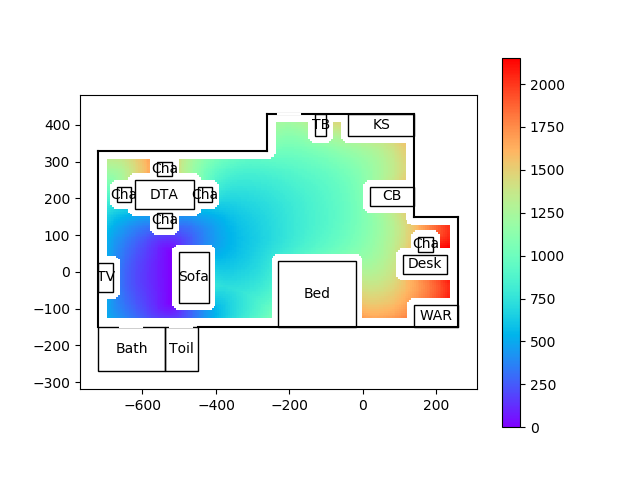 2000
1750
1500
1250
1000
750
500
250
0
400
300
200
100
0
−100
−200
−300
−600
−400
−200
0
200
TB
KS
Cha
Cha
DTA
Cha
CB
Cha
Cha
Desk
TV
Sofa
Bed
WAR
Bath
Toil